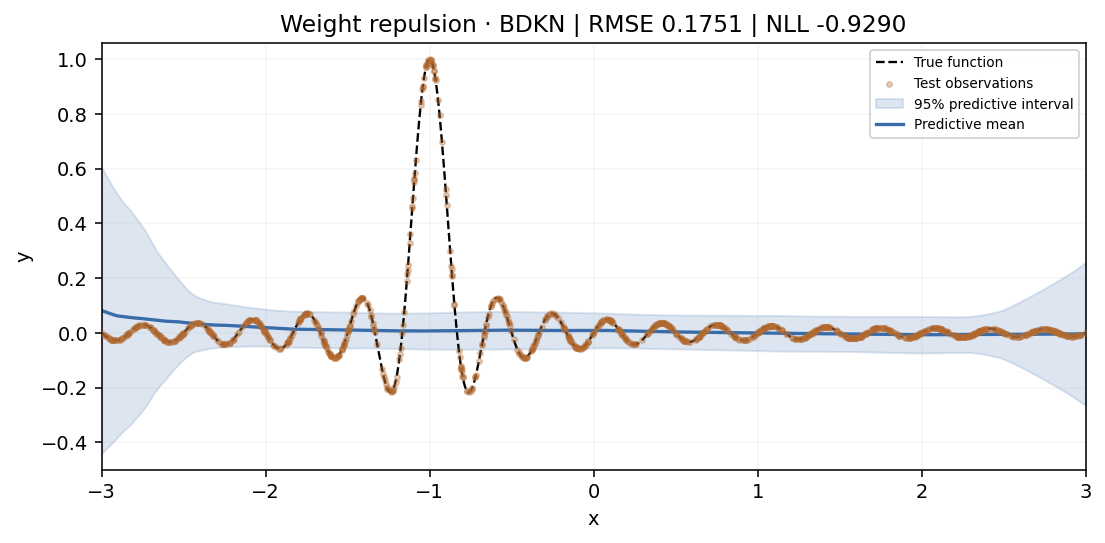 Weight repulsion · BDKN | RMSE 0.1751 | NLL -0.9290
True function
Test observations
95% predictive interval
Predictive mean
1.0
0.8
0.6
0.4
0.2
0.0
−0.2
−0.4
y
−3
−2
−1
0
1
2
3
x